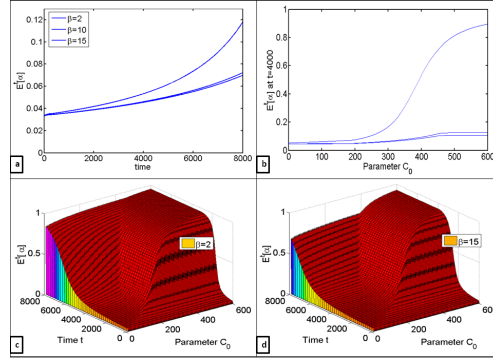 0.12
0.1
0.08
0.06
0.04
0.02
0
E^t[α]
β=2
β=10
β=15
0 2000 4000 6000 8000
time
a
1
0.8
0.6
0.4
0.2
0
E^t[α] at t=4000
0 100 200 300 400 500 600
Parameter C_0
b
1
0.5
0
E^t[α]
β=2
8000
6000
4000
2000
0
Time t
0
200
400
600
Parameter C_0
c
1
0.5
0
E^t[α]
β=15
8000
6000
4000
2000
0
Time t
0
200
400
600
Parameter C_0
d